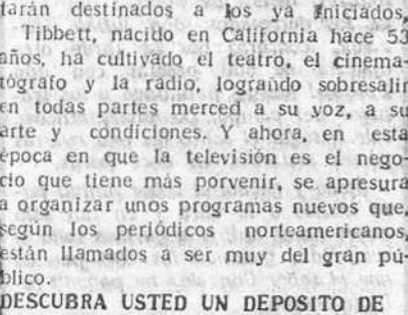 tarán destinados a los ya iniciados,
Tibbett, nacido en California hace 53
años, ha cultivado el teatro, el cinema-
tógrafo y la radio, logrando sobresalir
en todas partes merced a su voz, a su
arte y condiciones. Y ahora, en esta
época en que la televisión es el nego-
cio que tiene más porvenir, se apresura
a organizar unos programas nuevos que,
según los periódicos norteamericanos,
están llamados a ser muy del gran pú-
blico.
DESCUBRA USTED UN DEPOSITO DE